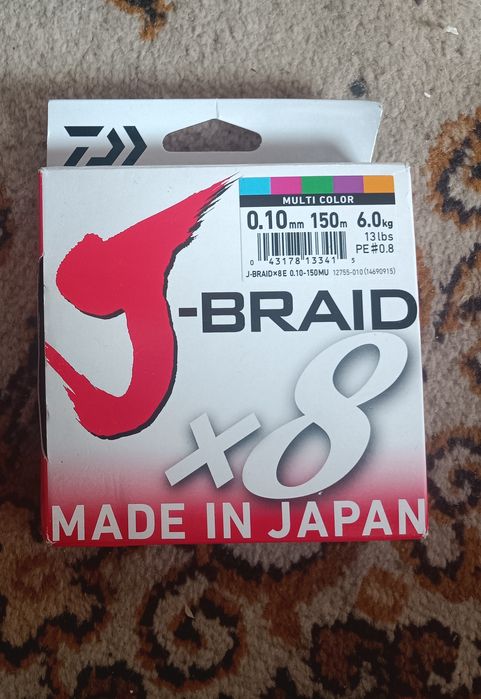 MULTI COLOR
0.10mm 150m 6.0kg
13lbs
PE#0.8
0 43178 13341 5
J-BRAID×8E 0.10-150MU 12755-010(14690915)
J-BRAID
×8
MADE IN JAPAN